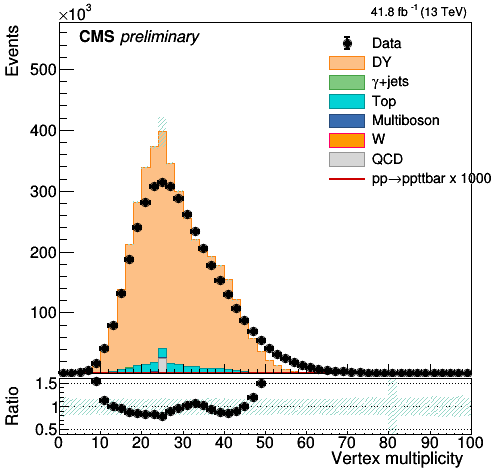 ×10³
41.8 fb⁻¹ (13 TeV)
CMS preliminary
Events
500
400
300
200
100
Data
DY
γ+jets
Top
Multiboson
W
QCD
pp→ppttbar x 1000
Ratio
1.5
1
0.5
0 10 20 30 40 50 60 70 80 90 100
Vertex multiplicity